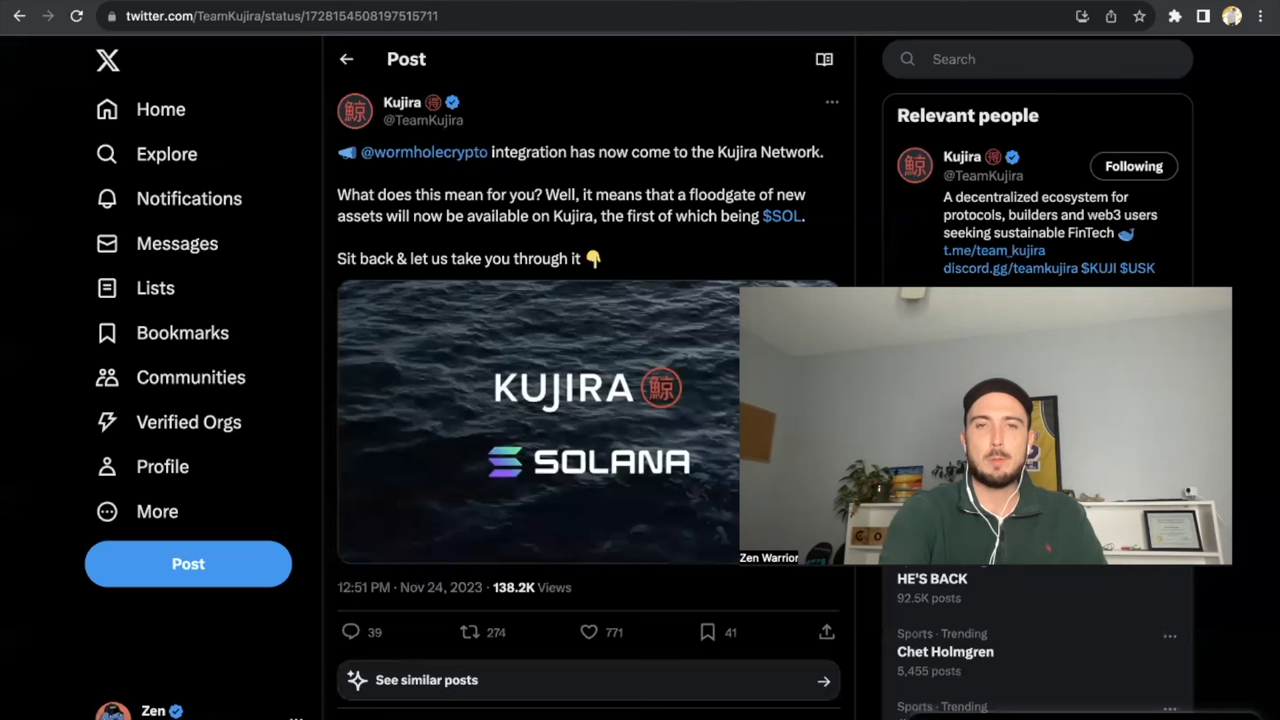 twitter.com/TeamKujira/status/1728154508197515711
Home
Explore
Notifications
Messages
Lists
Bookmarks
Communities
Verified Orgs
Profile
More
Post
Zen
Post
Kujira
@TeamKujira
📣 @wormholecrypto integration has now come to the Kujira Network.
What does this mean for you? Well, it means that a floodgate of new
assets will now be available on Kujira, the first of which being $SOL.
Sit back & let us take you through it 👇
KUJIRA 鯨
SOLANA
12:51 PM · Nov 24, 2023 · 138.2K Views
39
274
771
41
See similar posts
Search
Relevant people
Kujira
@TeamKujira
Following
A decentralized ecosystem for
protocols, builders and web3 users
seeking sustainable FinTech 🐳
t.me/team_kujira
discord.gg/teamkujira $KUJI $USK
Zen Warrior
HE'S BACK
92.5K posts
Sports · Trending
Chet Holmgren
5,455 posts
Sports · Trending